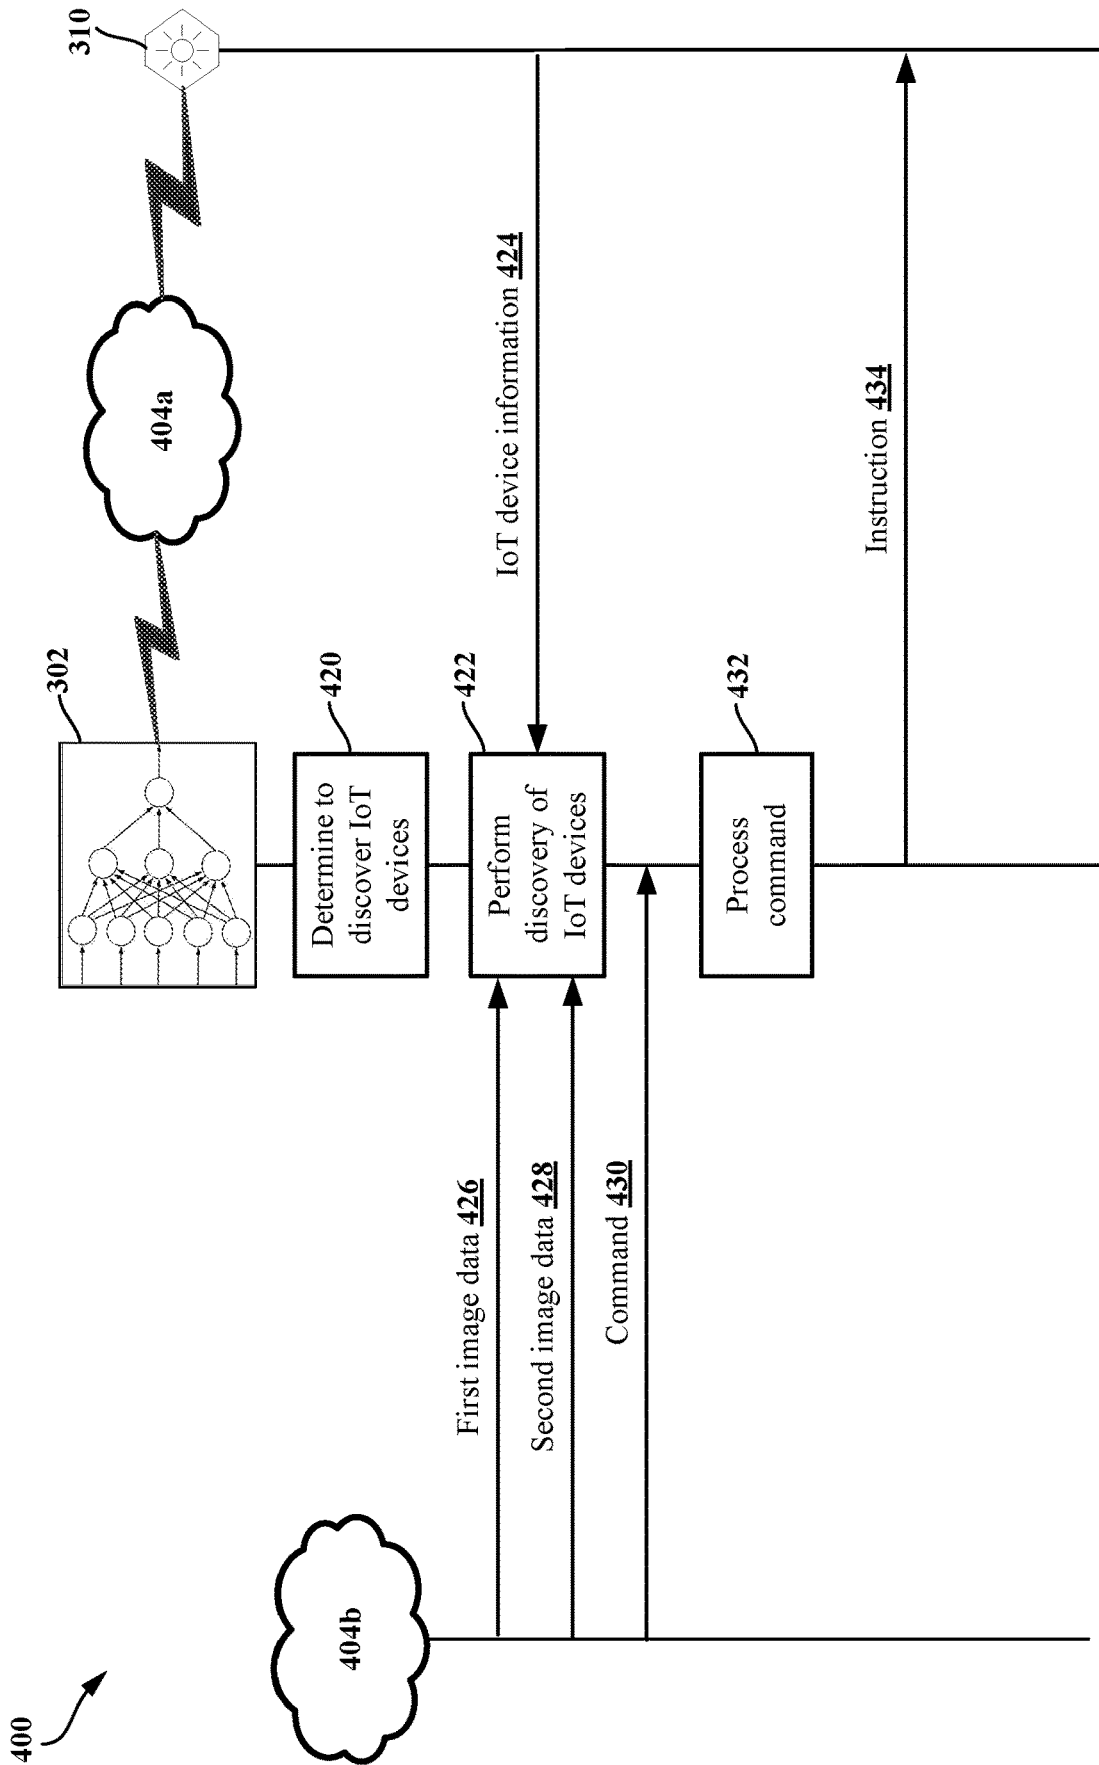 400
404b
302
404a
310
Determine to
discover IoT
devices
420
First image data 426
Second image data 428
Perform
discovery of
IoT devices
422
IoT device information 424
Command 430
Process
command
432
Instruction 434